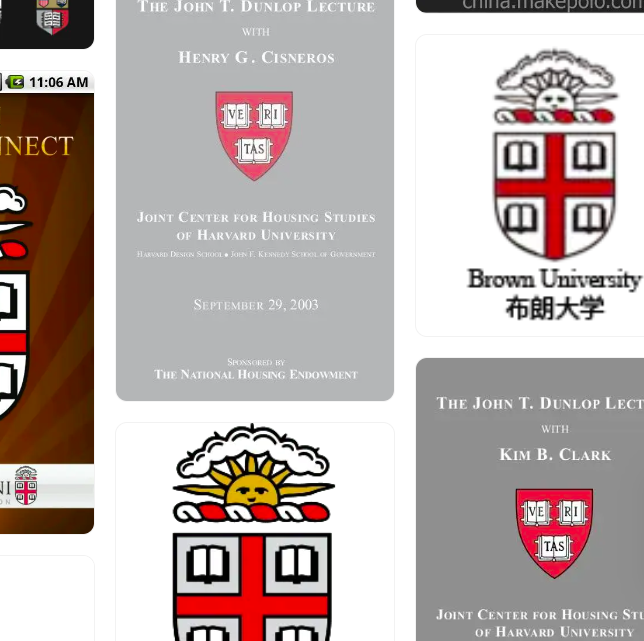 china.makepolo.com
11:06 AM
NNECT
NI
THE JOHN T. DUNLOP LECTURE
WITH
HENRY G. CISNEROS
VE RI
TAS
JOINT CENTER FOR HOUSING STUDIES
OF HARVARD UNIVERSITY
HARVARD DESIGN SCHOOL • JOHN F. KENNEDY SCHOOL OF GOVERNMENT
SEPTEMBER 29, 2003
SPONSORED BY
THE NATIONAL HOUSING ENDOWMENT
Brown University
布朗大学
THE JOHN T. DUNLOP LECT
WITH
KIM B. CLARK
VE RI
TAS
JOINT CENTER FOR HOUSING STU
OF HARVARD UNIVERSITY